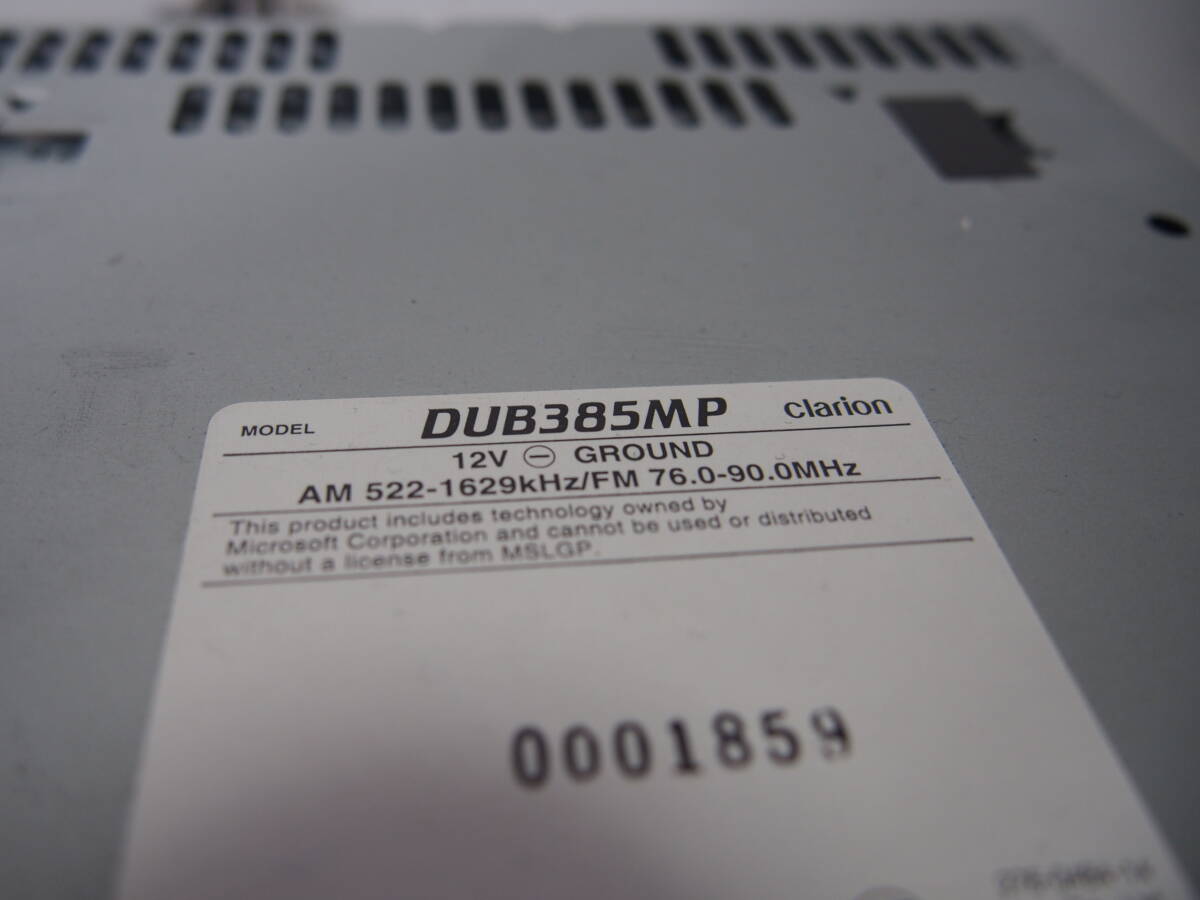 MODEL DUB385MP Clarion
12V ⊖ GROUND
AM 522-1629kHz/FM 76.0-90.0MHz
This product includes technology owned by
Microsoft Corporation and cannot be used or distributed
without a license from MSLGP.
0001859